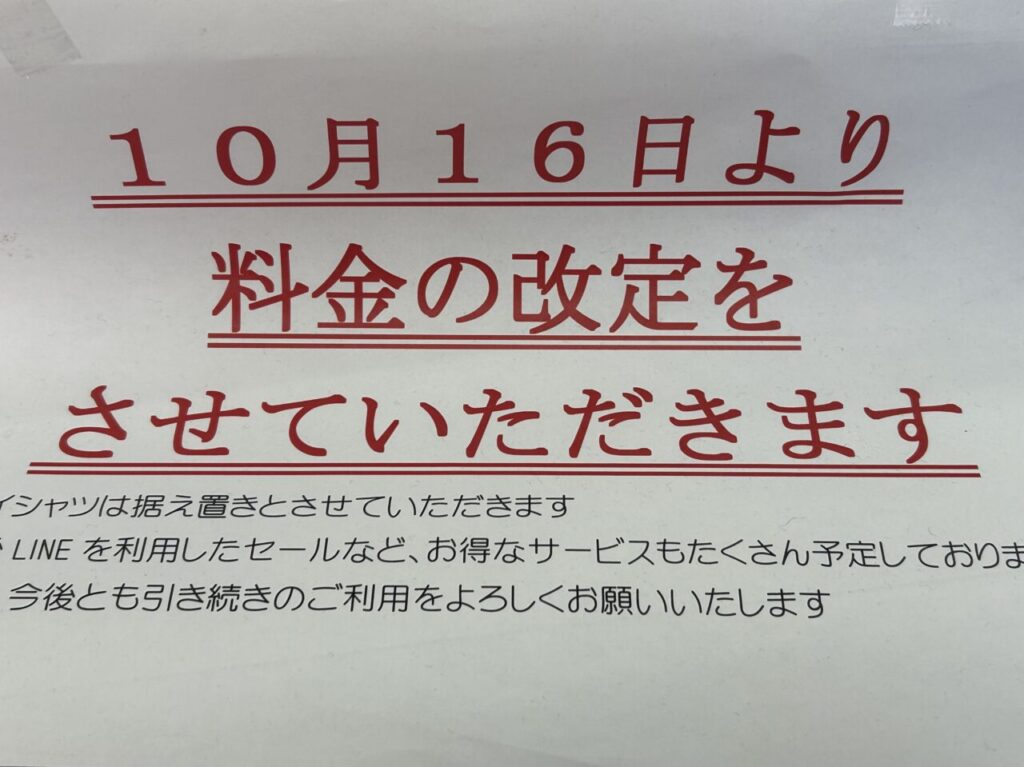 １０月１６日より
料金の改定を
させていただきます
イシャツは据え置きとさせていただきます
LINEを利用したセールなど、お得なサービスもたくさん予定しておりま
今後とも引き続きのご利用をよろしくお願いいたします